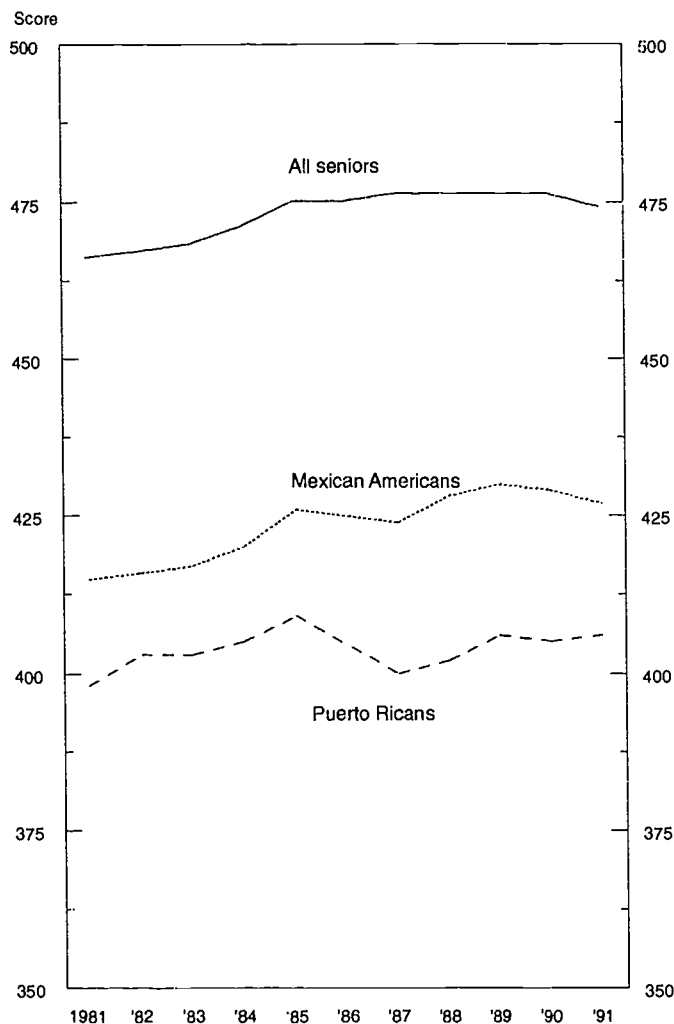 Score
500 500
All seniors
475 475
450 450
Mexican Americans
425 425
400 400
Puerto Ricans
375 375
350 350
1981 '82 '83 '84 '85 '86 '87 '88 '89 '90 '91